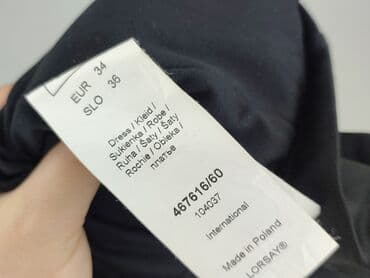 EUR 34
SLO 36
Dress / Kleid /
Sukienka / Robe /
Ruha / Šaty / Šaty
Rochie / Obleka /
платье
467616/60
104037
International
Made in Poland
LORSAY®